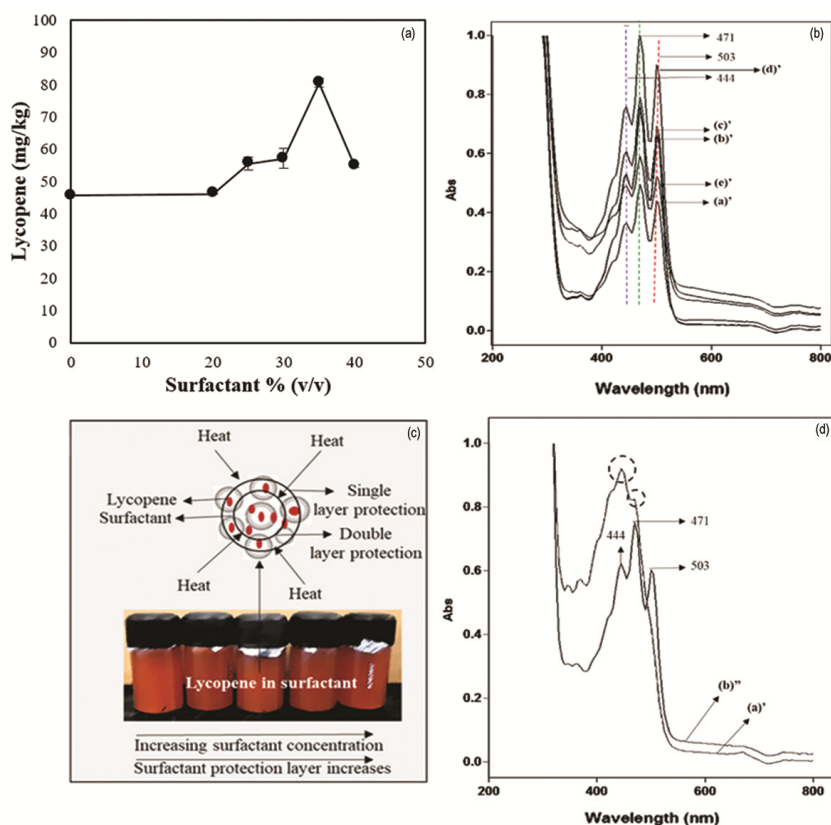 (a)
100
90
80
70
60
50
40
30
20
10
0
Lycopene (mg/kg)
0 10 20 30 40 50
Surfactant % (v/v)
(b)
1.0
0.8
0.6
0.4
0.2
0.0
Abs
471
503
444
(d)'
(c)'
(b)'
(e)'
(a)'
200 400 600 800
Wavelength (nm)
(c)
Heat Heat
Lycopene
Surfactant
Single
layer protection
Double
layer protection
Heat Heat
Lycopene in surfactant
Increasing surfactant concentration
Surfactant protection layer increases
(d)
1.0
0.8
0.6
0.4
0.2
0.0
Abs
444
471
503
(b)"
(a)'
200 400 600 800
Wavelength (nm)